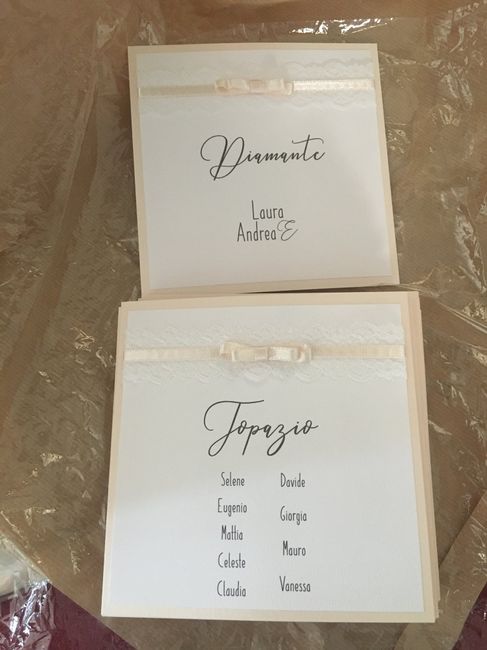 Diamante
Laura
Andrea E
Topazio
Selene
Eugenio
Mattia
Celeste
Claudia
Davide
Giorgia
Mauro
Vanessa